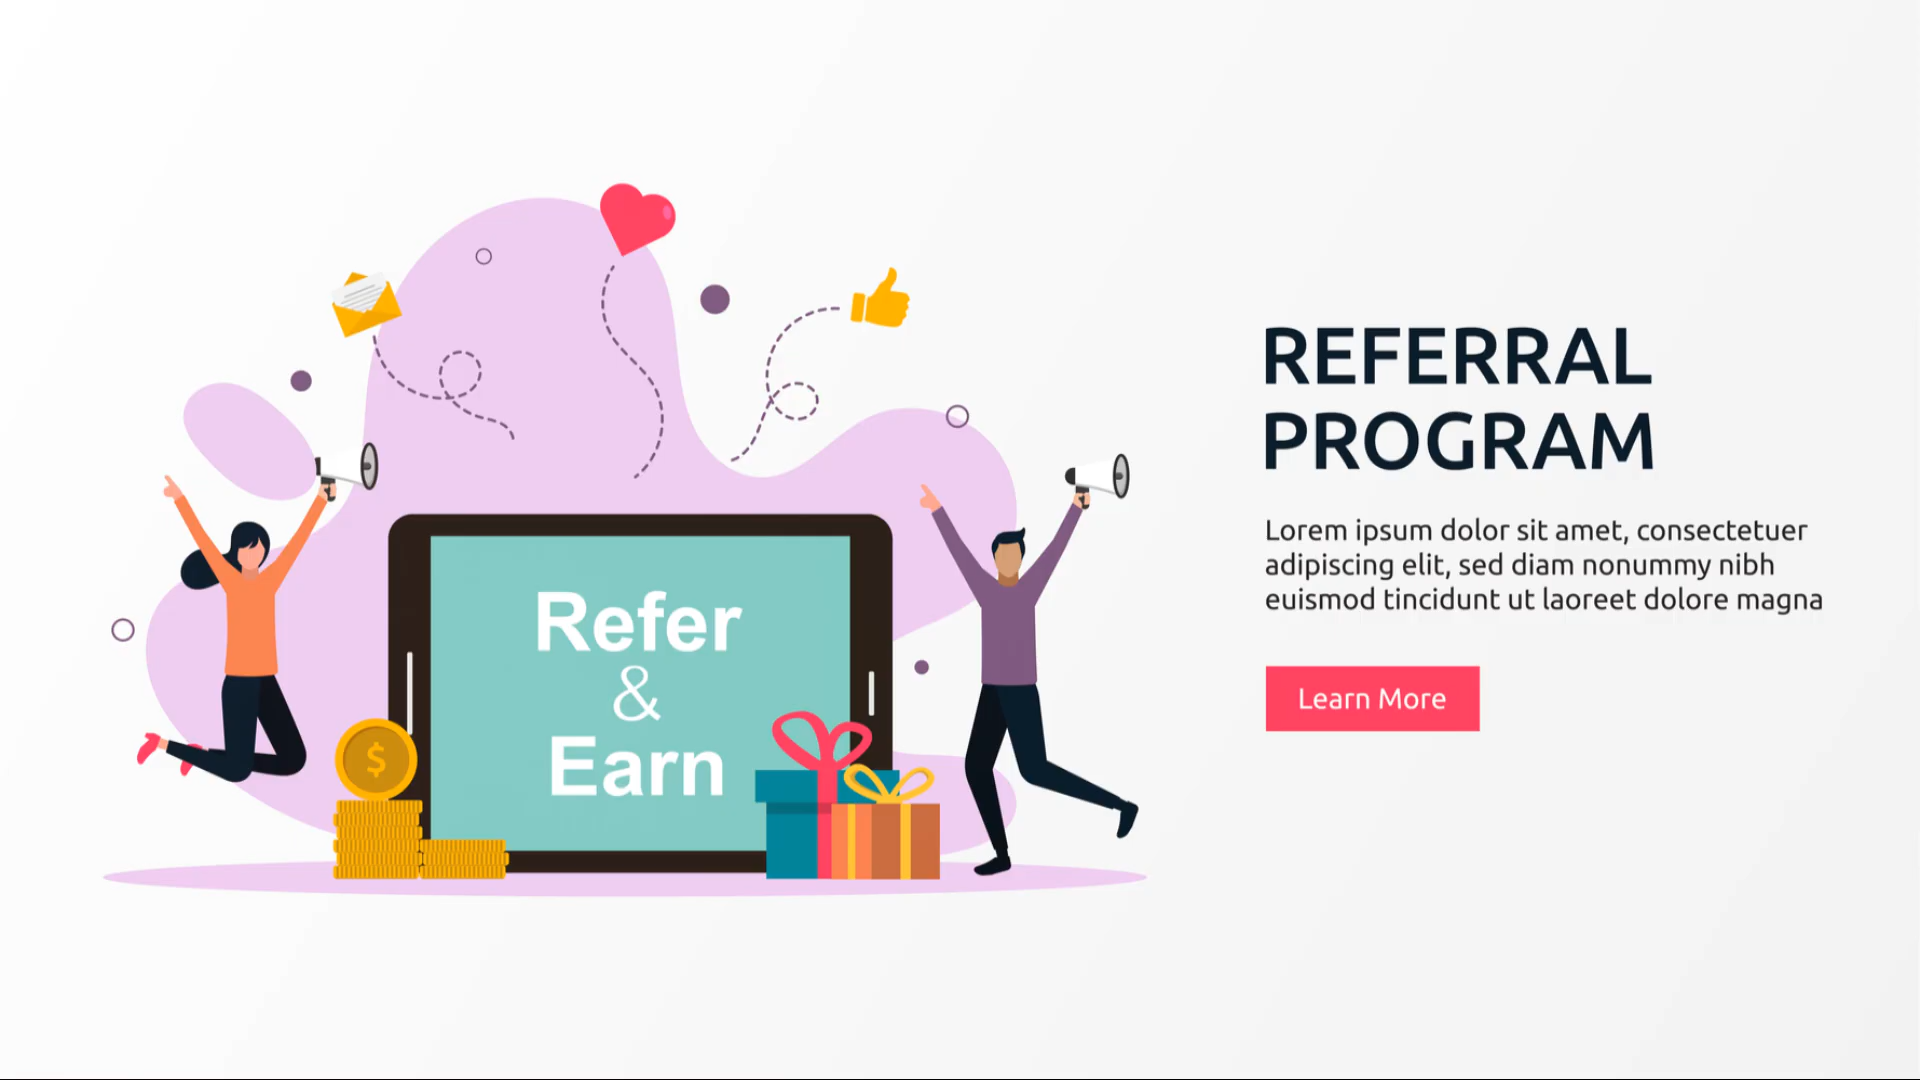 Refer
&
Earn
$
REFERRAL
PROGRAM
Lorem ipsum dolor sit amet, consectetuer
adipiscing elit, sed diam nonummy nibh
euismod tincidunt ut laoreet dolore magna
Learn More